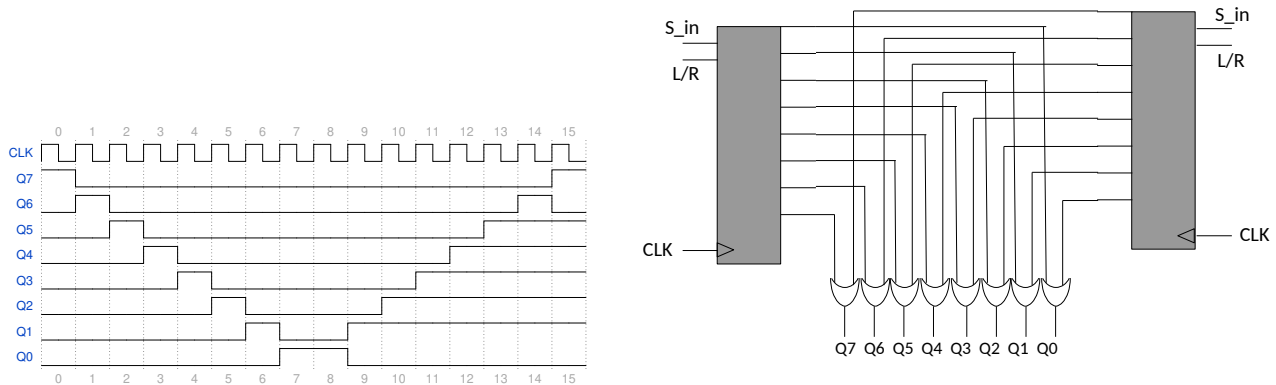 0 1 2 3 4 5 6 7 8 9 10 11 12 13 14 15
CLK
Q7
Q6
Q5
Q4
Q3
Q2
Q1
Q0
0 1 2 3 4 5 6 7 8 9 10 11 12 13 14 15
S_in
L/R
CLK
S_in
L/R
CLK
Q7 Q6 Q5 Q4 Q3 Q2 Q1 Q0